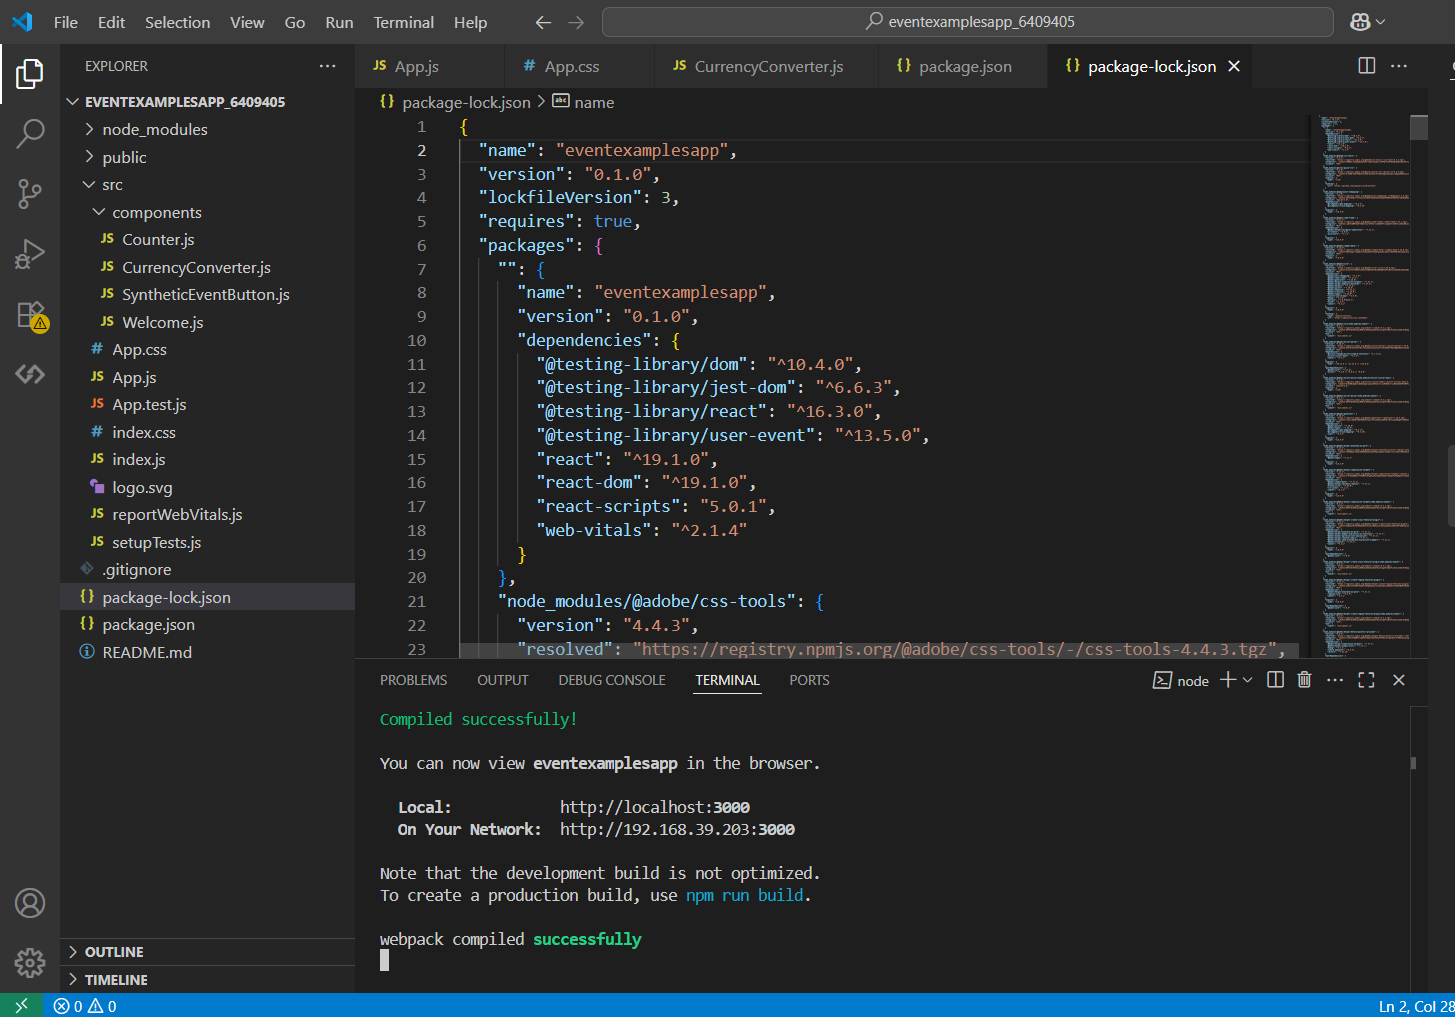 File Edit Selection View Go Run Terminal Help
eventexamplesapp_6409405
EXPLORER
EVENTEXAMPLESAPP_6409405
node_modules
public
src
components
JS Counter.js
JS CurrencyConverter.js
JS SyntheticEventButton.js
JS Welcome.js
# App.css
JS App.js
JS App.test.js
# index.css
JS index.js
logo.svg
JS reportWebVitals.js
JS setupTests.js
.gitignore
{} package-lock.json
{} package.json
README.md
OUTLINE
TIMELINE
JS App.js # App.css JS CurrencyConverter.js {} package.json {} package-lock.json
{} package-lock.json > abc name
1 {
2 "name": "eventexamplesapp",
3 "version": "0.1.0",
4 "lockfileVersion": 3,
5 "requires": true,
6 "packages": {
7 "": {
8 "name": "eventexamplesapp",
9 "version": "0.1.0",
10 "dependencies": {
11 "@testing-library/dom": "^10.4.0",
12 "@testing-library/jest-dom": "^6.6.3",
13 "@testing-library/react": "^16.3.0",
14 "@testing-library/user-event": "^13.5.0",
15 "react": "^19.1.0",
16 "react-dom": "^19.1.0",
17 "react-scripts": "5.0.1",
18 "web-vitals": "^2.1.4"
19 }
20 },
21 "node_modules/@adobe/css-tools": {
22 "version": "4.4.3",
23 "resolved": "https://registry.npmjs.org/@adobe/css-tools/-/css-tools-4.4.3.tgz",
PROBLEMS OUTPUT DEBUG CONSOLE TERMINAL PORTS
node
Compiled successfully!
You can now view eventexamplesapp in the browser.
Local: http://localhost:3000
On Your Network: http://192.168.39.203:3000
Note that the development build is not optimized.
To create a production build, use npm run build.
webpack compiled successfully
0 0
Ln 2, Col 28